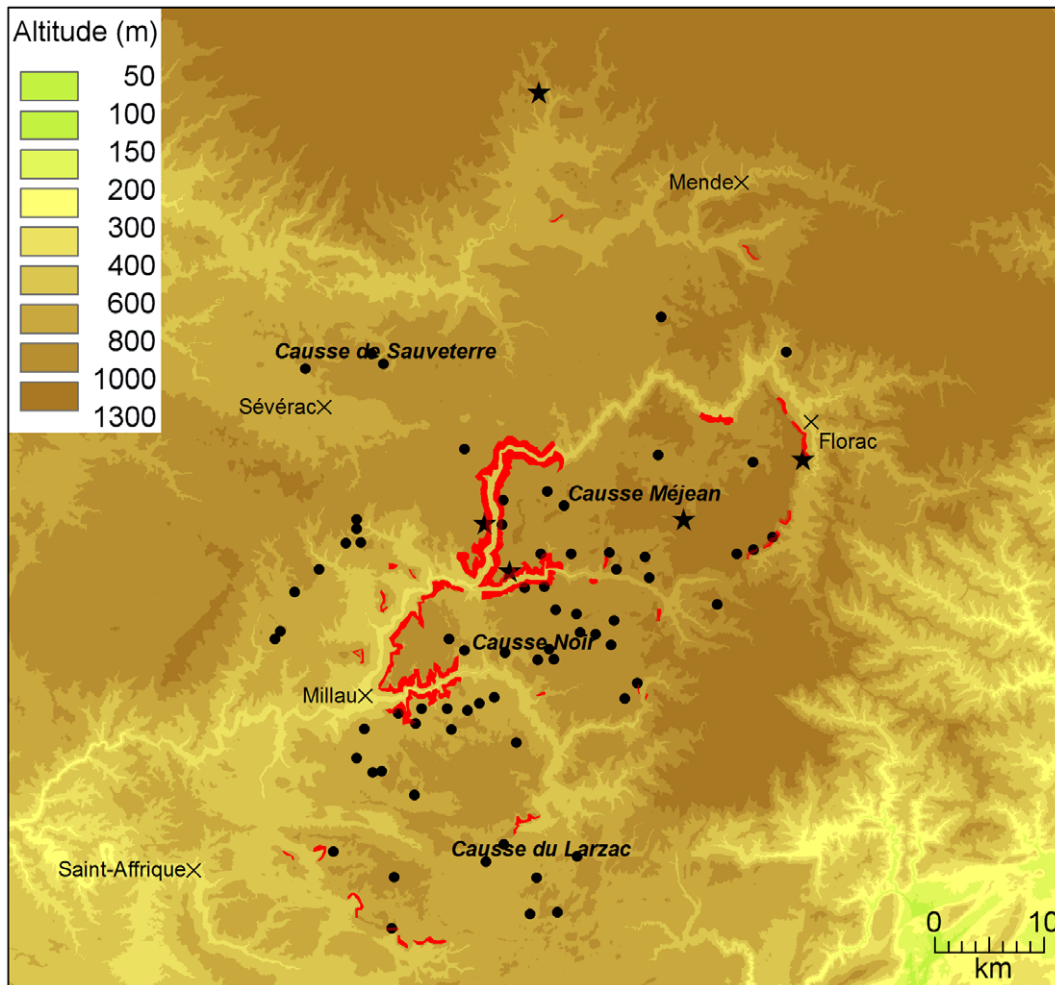 Altitude (m)
50
100
150
200
300
400
600
800
1000
1300
Mende
Causse de Sauveterre
Sévérac
Florac
Causse Méjean
Causse Noir
Millau
Causse du Larzac
Saint-Affrique
0 10
km